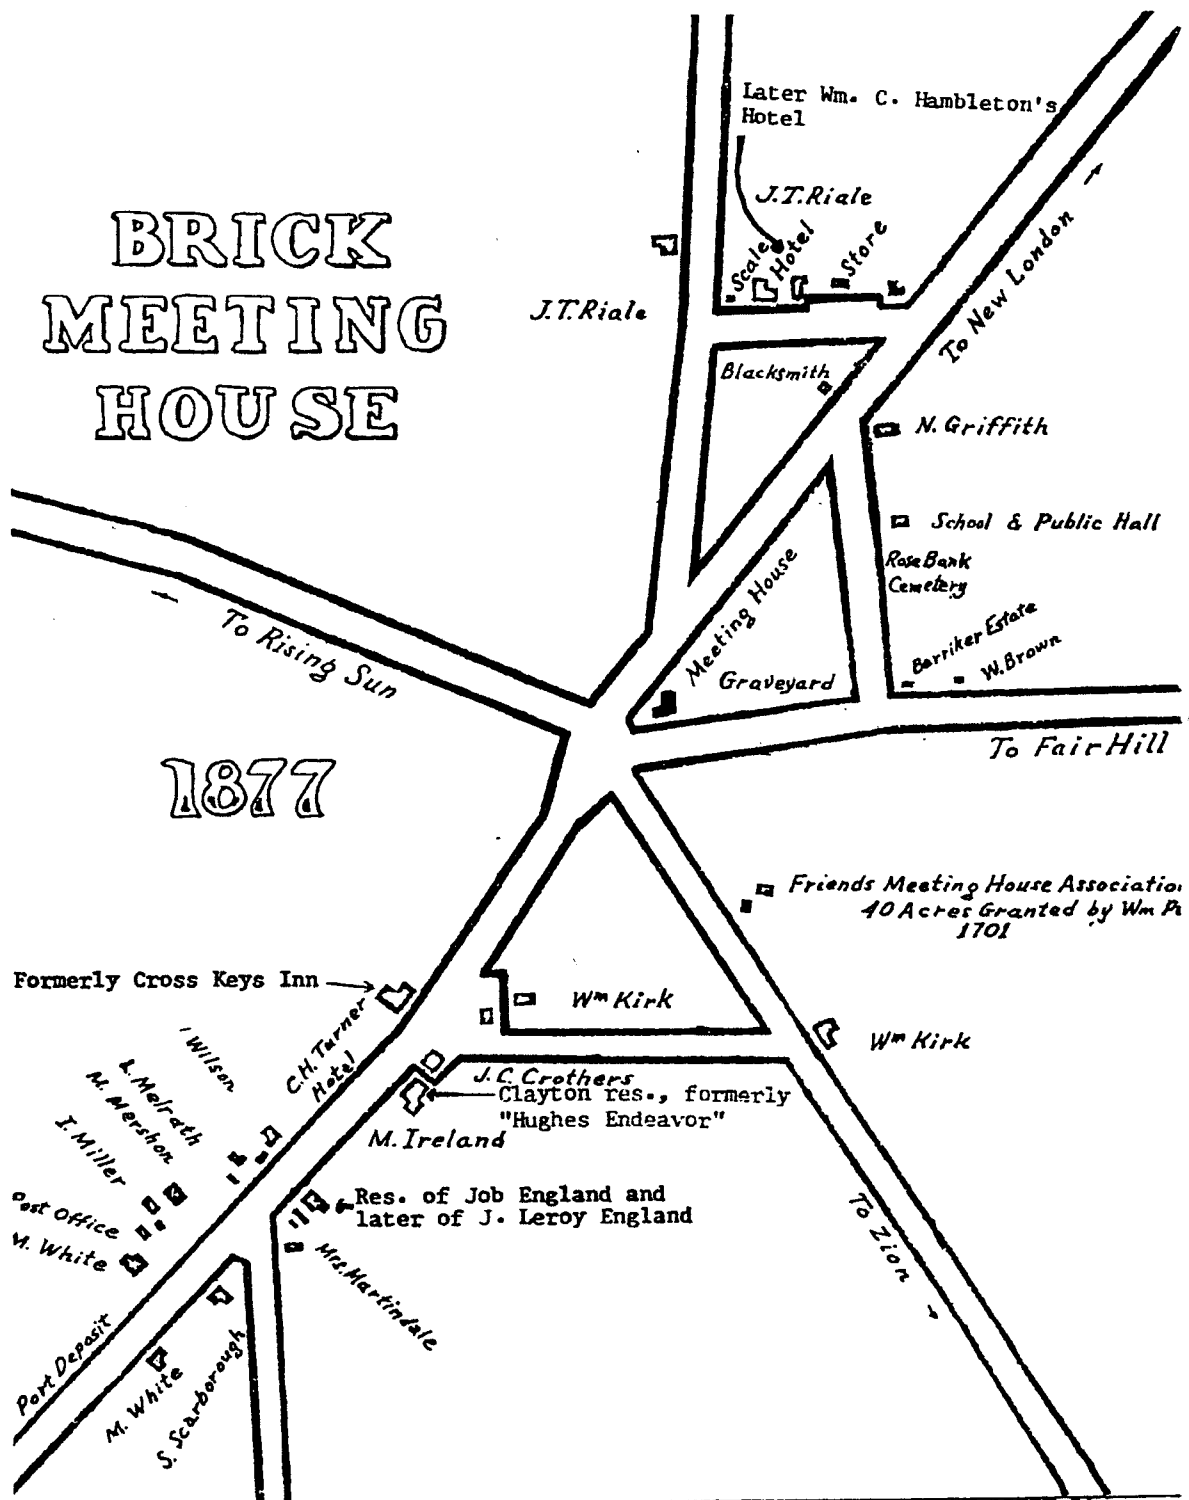 Later Wm. C. Hambleton's
Hotel
J.T. Riale
BRICK
MEETING
HOUSE
Scale
Hotel
Store
To New London
J.T. Riale
Blacksmith
N. Griffith
School & Public Hall
Rose Bank
Cemetery
Meeting House
Graveyard
Barriker Estate
W. Brown
To Rising Sun
To Fair Hill
1877
Friends Meeting House Associatio
40 Acres Granted by Wm
1701
Formerly Cross Keys Inn
C.H. Turner
Hotel
Wm Kirk
Wm Kirk
Wilson
L. Melrath
M. Mershon
I. Miller
Post Office
M. White
J.C. Crothers
Clayton res., formerly
"Hughes Endeavor"
M. Ireland
Res. of Job England and
later of J. Leroy England
Mrs. Martindale
To Zion
Port Deposit
M. White
S. Scarborough